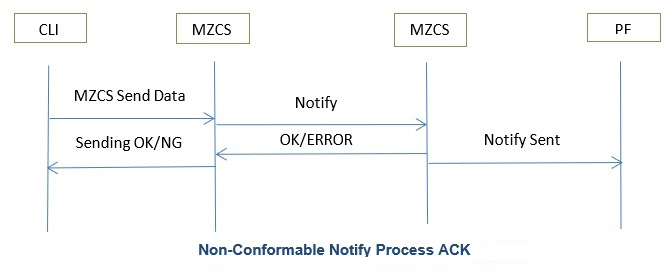 CLI
MZCS
MZCS
PF
MZCS Send Data
Notify
Sending OK/NG
OK/ERROR
Notify Sent
Non-Conformable Notify Process ACK